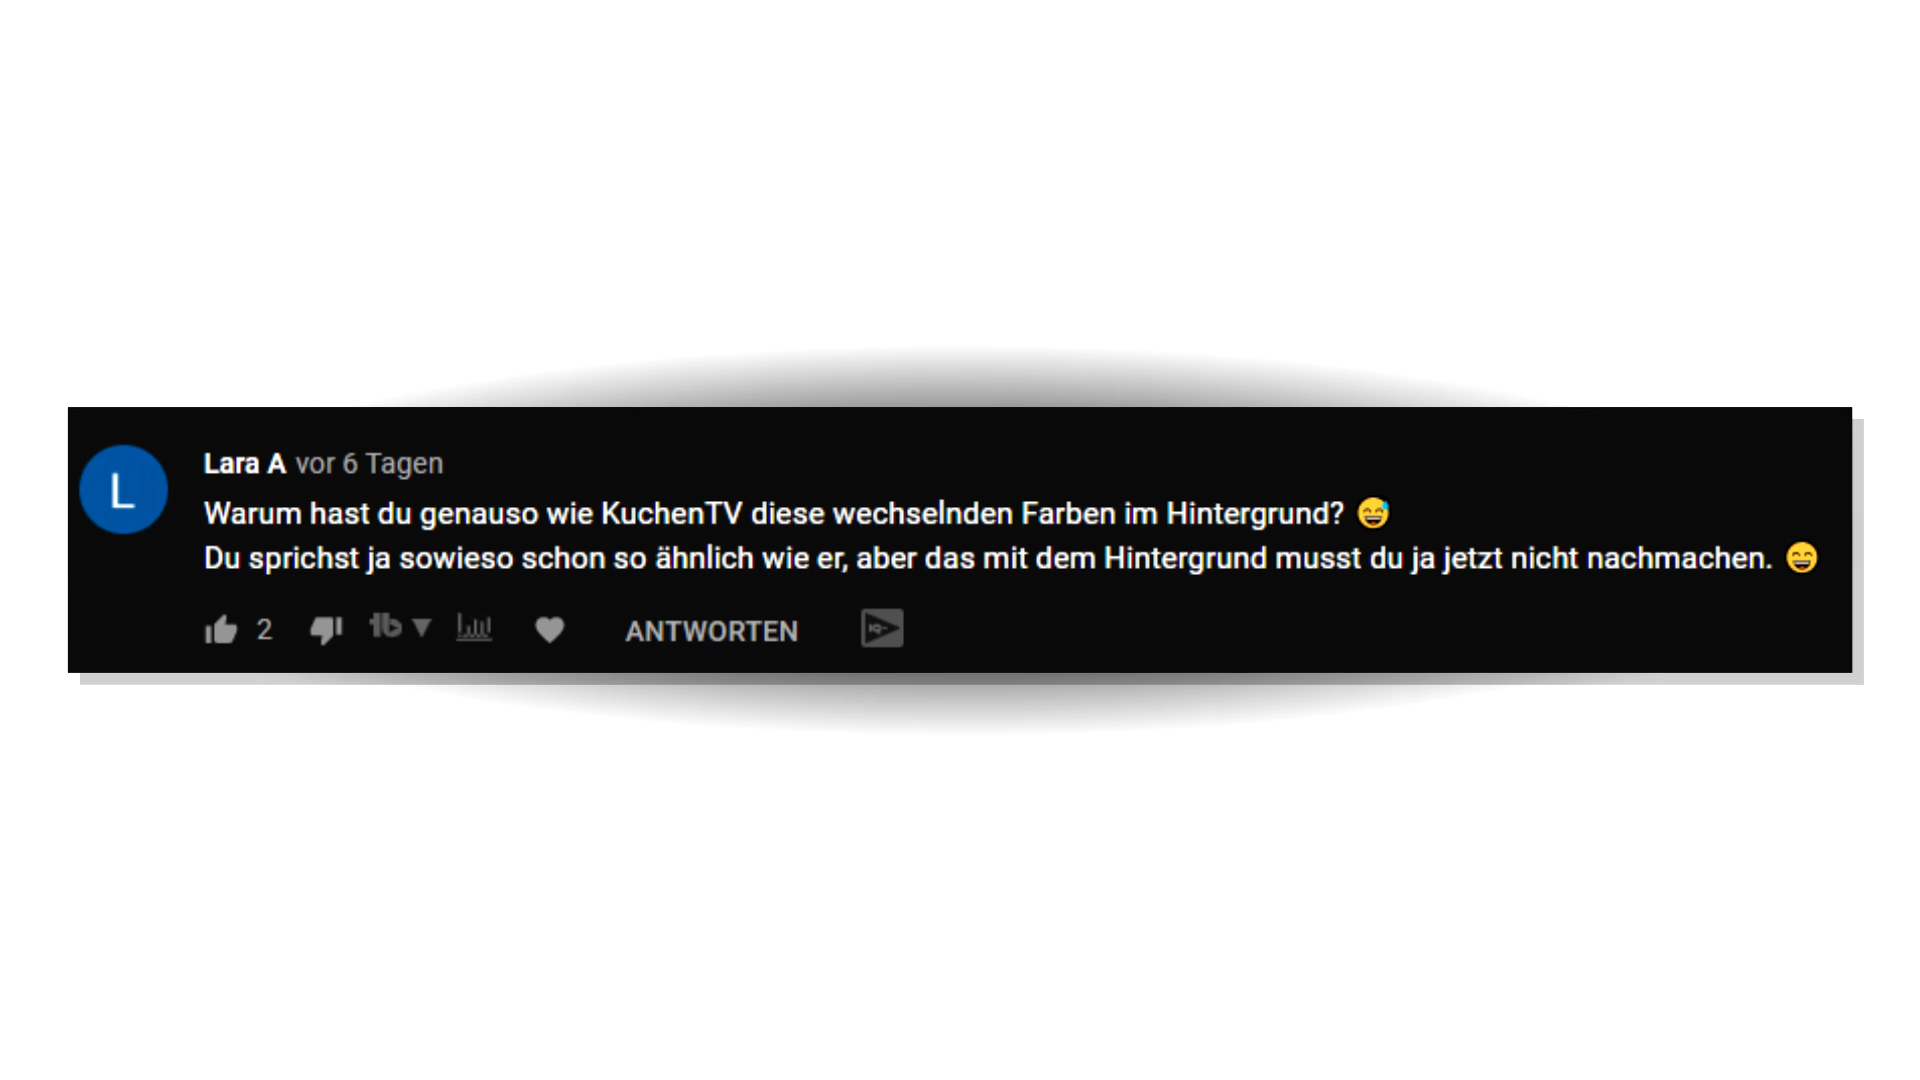 L
Lara A vor 6 Tagen
Warum hast du genauso wie KuchenTV diese wechselnden Farben im Hintergrund? 😅
Du sprichst ja sowieso schon so ähnlich wie er, aber das mit dem Hintergrund musst du ja jetzt nicht nachmachen. 😄
2 ANTWORTEN